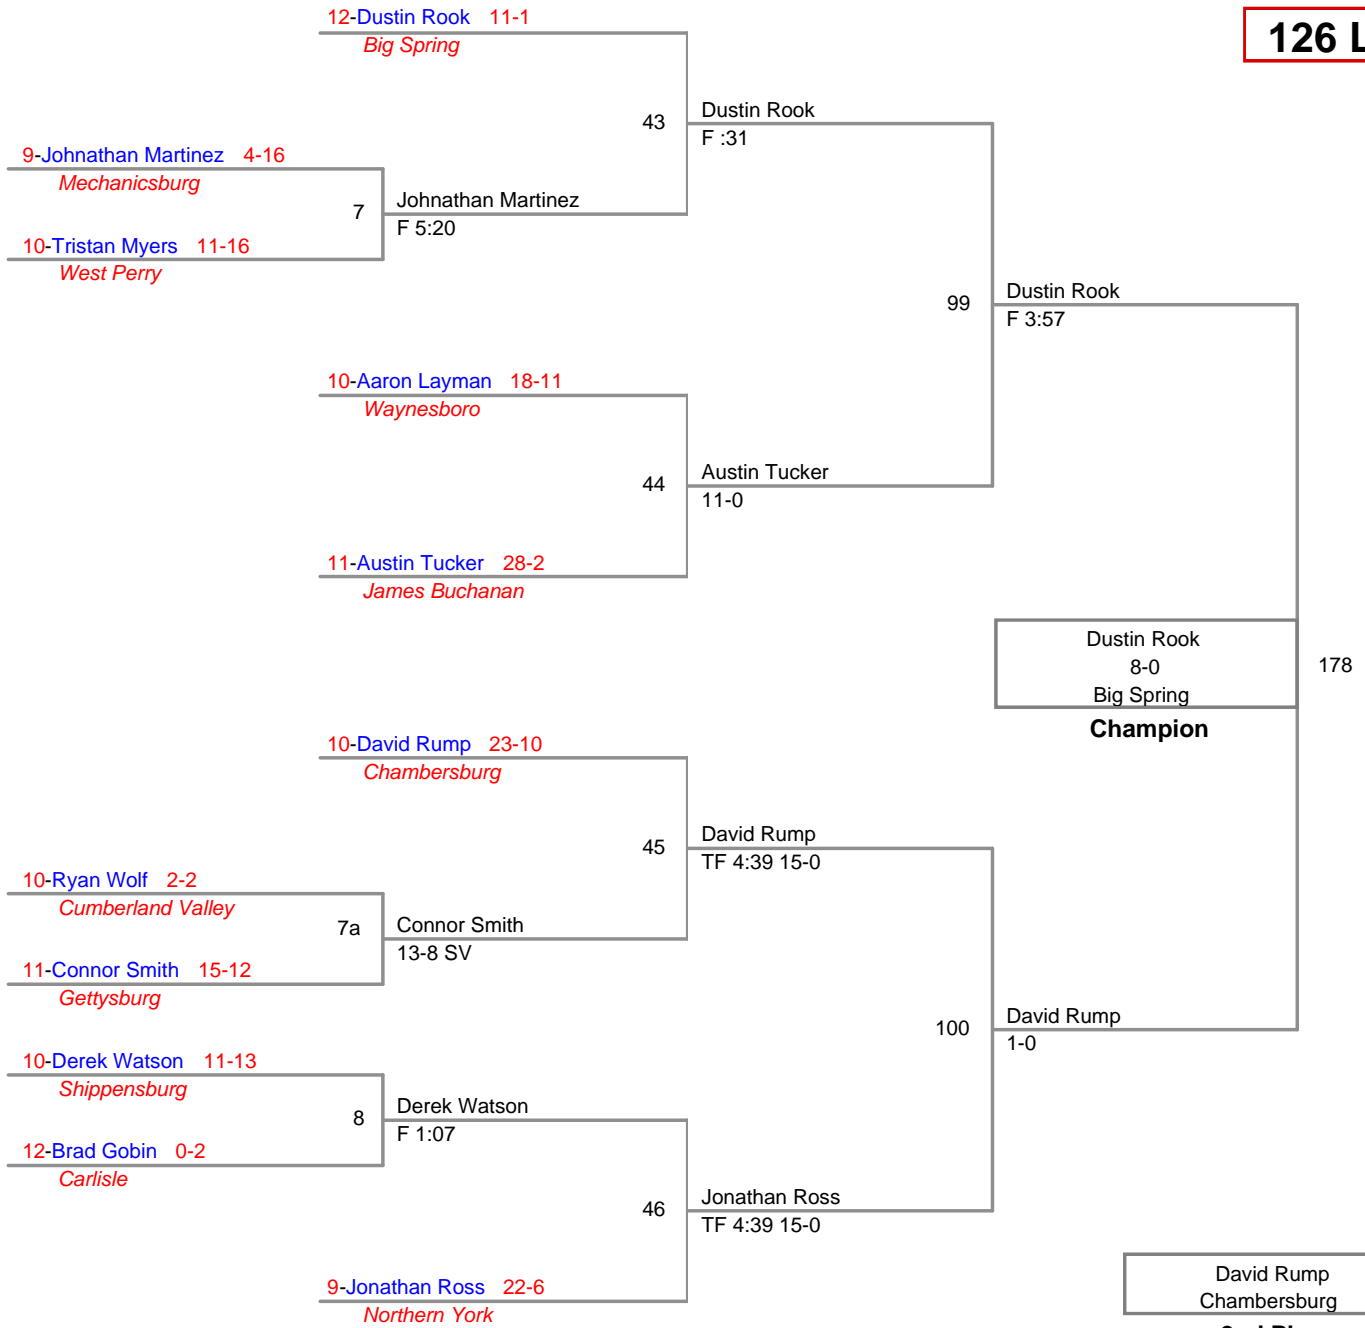 12-Dustin Rook 11-1
Big Spring
126 L
43
Dustin Rook
F :31
9-Johnathan Martinez 4-16
Mechanicsburg
7
Johnathan Martinez
F 5:20
10-Tristan Myers 11-16
West Perry
99
Dustin Rook
F 3:57
10-Aaron Layman 18-11
Waynesboro
44
Austin Tucker
11-0
11-Austin Tucker 28-2
James Buchanan
Dustin Rook
8-0
Big Spring
178
Champion
10-David Rump 23-10
Chambersburg
45
David Rump
TF 4:39 15-0
10-Ryan Wolf 2-2
Cumberland Valley
7a
Connor Smith
13-8 SV
11-Connor Smith 15-12
Gettysburg
100
David Rump
1-0
10-Derek Watson 11-13
Shippensburg
8
Derek Watson
F 1:07
12-Brad Gobin 0-2
Carlisle
46
Jonathan Ross
TF 4:39 15-0
9-Jonathan Ross 22-6
Northern York
David Rump
Chambersburg